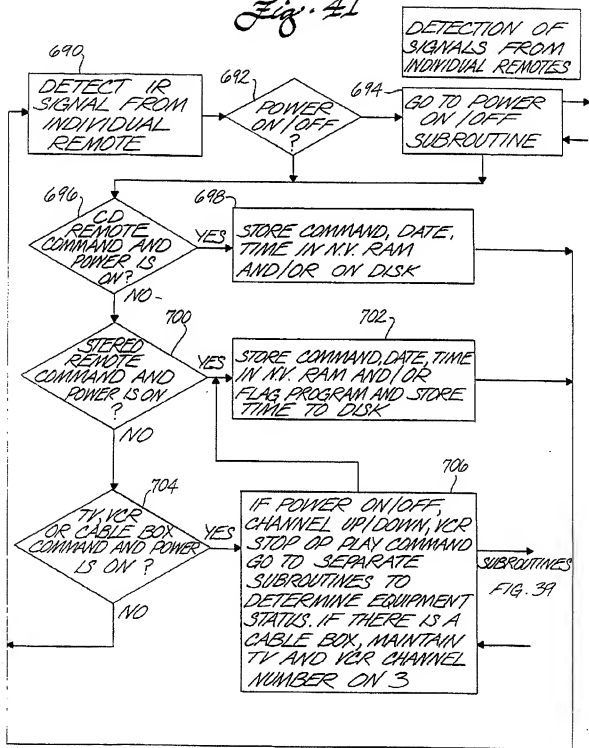 Fig. 41
DETECTION OF
SIGNALS FROM
INDIVIDUAL REMOTES
690
DETECT IR
SIGNAL FROM
INDIVIDUAL
REMOTE
692
POWER
ON/OFF
?
694
GO TO POWER
ON/OFF
SUBROUTINE
696
CD
REMOTE
COMMAND AND
POWER IS
ON?
YES
NO
698
STORE COMMAND, DATE,
TIME IN N.V. RAM
AND/OR ON DISK
700
STEREO
REMOTE
COMMAND AND
POWER IS ON
?
YES
NO
702
STORE COMMAND, DATE, TIME
IN N.V. RAM AND/OR
FLAG PROGRAM AND STORE
TIME TO DISK
704
TV, VCR
OR CABLE BOX
COMMAND AND POWER
IS ON ?
YES
NO
706
IF POWER ON/OFF,
CHANNEL UP/DOWN, VCR
STOP OP PLAY COMMAND
GO TO SEPARATE
SUBROUTINES TO
DETERMINE EQUIPMENT
STATUS. IF THERE IS A
CABLE BOX, MAINTAIN
TV AND VCR CHANNEL
NUMBER ON 3
SUBROUTINES
FIG. 39